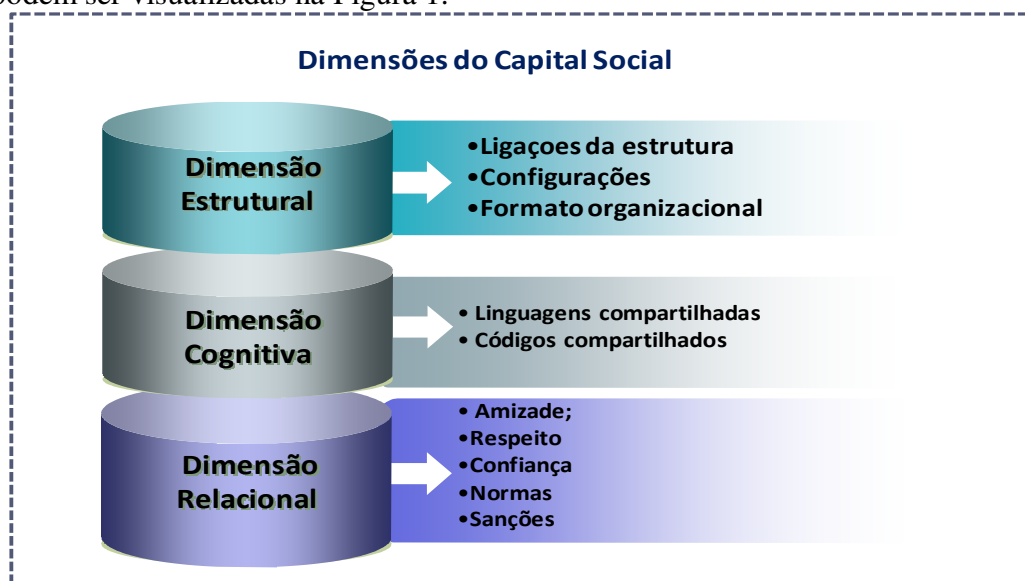 podem ser visualizadas na Figura 1.
Dimensões do Capital Social
Dimensão
Estrutural
•Ligaçoes da estrutura
•Configurações
•Formato organizacional
Dimensão
Cognitiva
• Linguagens compartilhadas
• Códigos compartilhados
Dimensão
Relacional
• Amizade;
•Respeito
•Confiança
•Normas
•Sanções